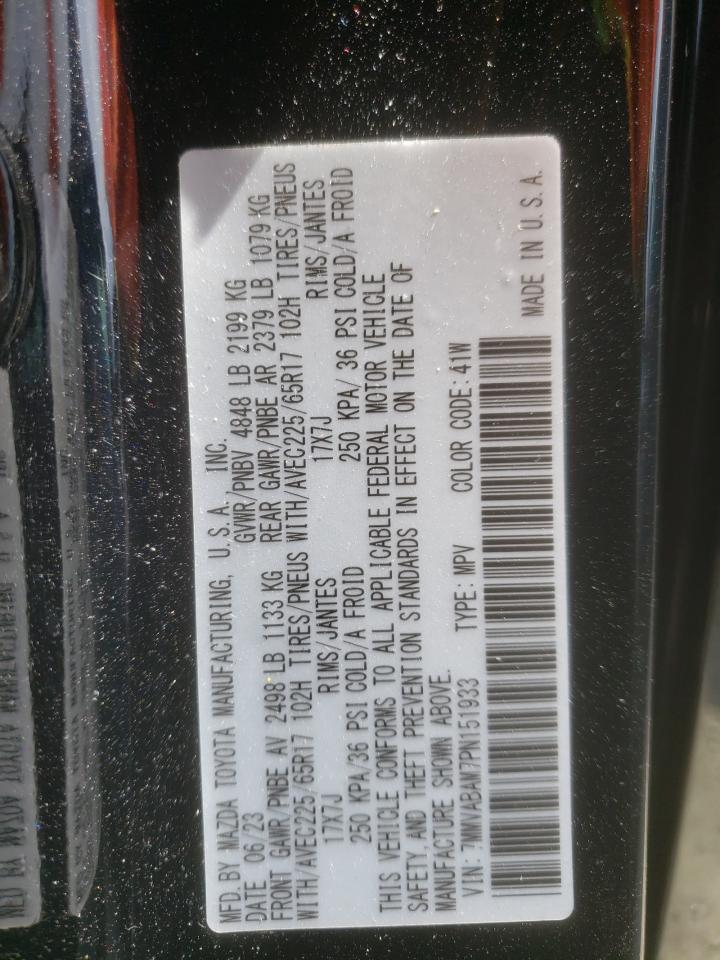 MFD. BY MAZDA TOYOTA MANUFACTURING, U.S.A. INC.
DATE 06/23 GVWR/PNBV 4848 LB 2199 KG
FRONT GAWR/PNBE AV 2498 LB 1133 KG REAR GAWR/PNBE AR 2379 LB 1079 KG
WITH/AVEC225/65R17 102H TIRES/PNEUS WITH/AVEC225/65R17 102H TIRES/PNEUS
17X7J RIMS/JANTES 17X7J RIMS/JANTES
250 KPA/36 PSI COLD/A FROID 250 KPA/ 36 PSI COLD/A FROID
THIS VEHICLE CONFORMS TO ALL APPLICABLE FEDERAL MOTOR VEHICLE
SAFETY, AND THEFT PREVENTION STANDARDS IN EFFECT ON THE DATE OF
MANUFACTURE SHOWN ABOVE.
VIN: 7MMVABAM7PN151933 TYPE: MPV COLOR CODE: 41W
MADE IN U.S.A.